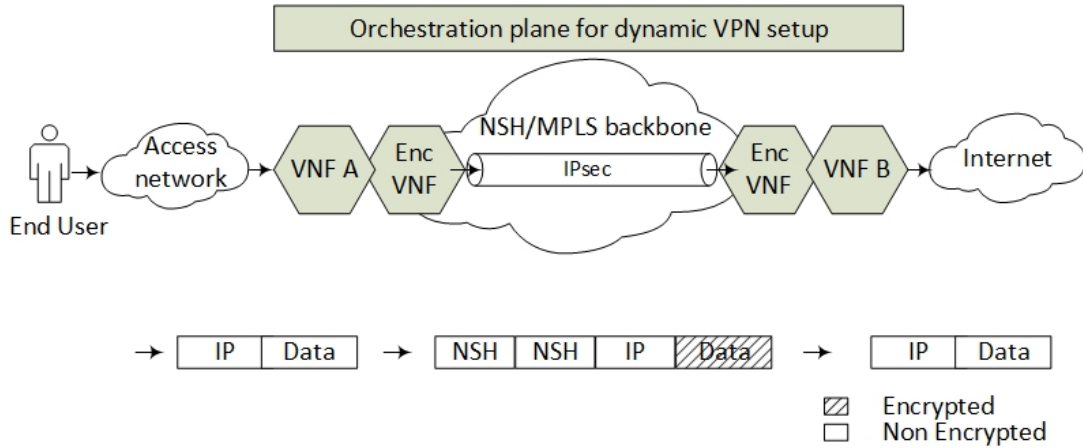 Orchestration plane for dynamic VPN setup
NSH/MPLS backbone
Access
network
VNF A
Enc
VNF
IPsec
Enc
VNF
VNF B
Internet
End User
IP Data
NSH NSH IP Data
IP Data
Encrypted
Non Encrypted